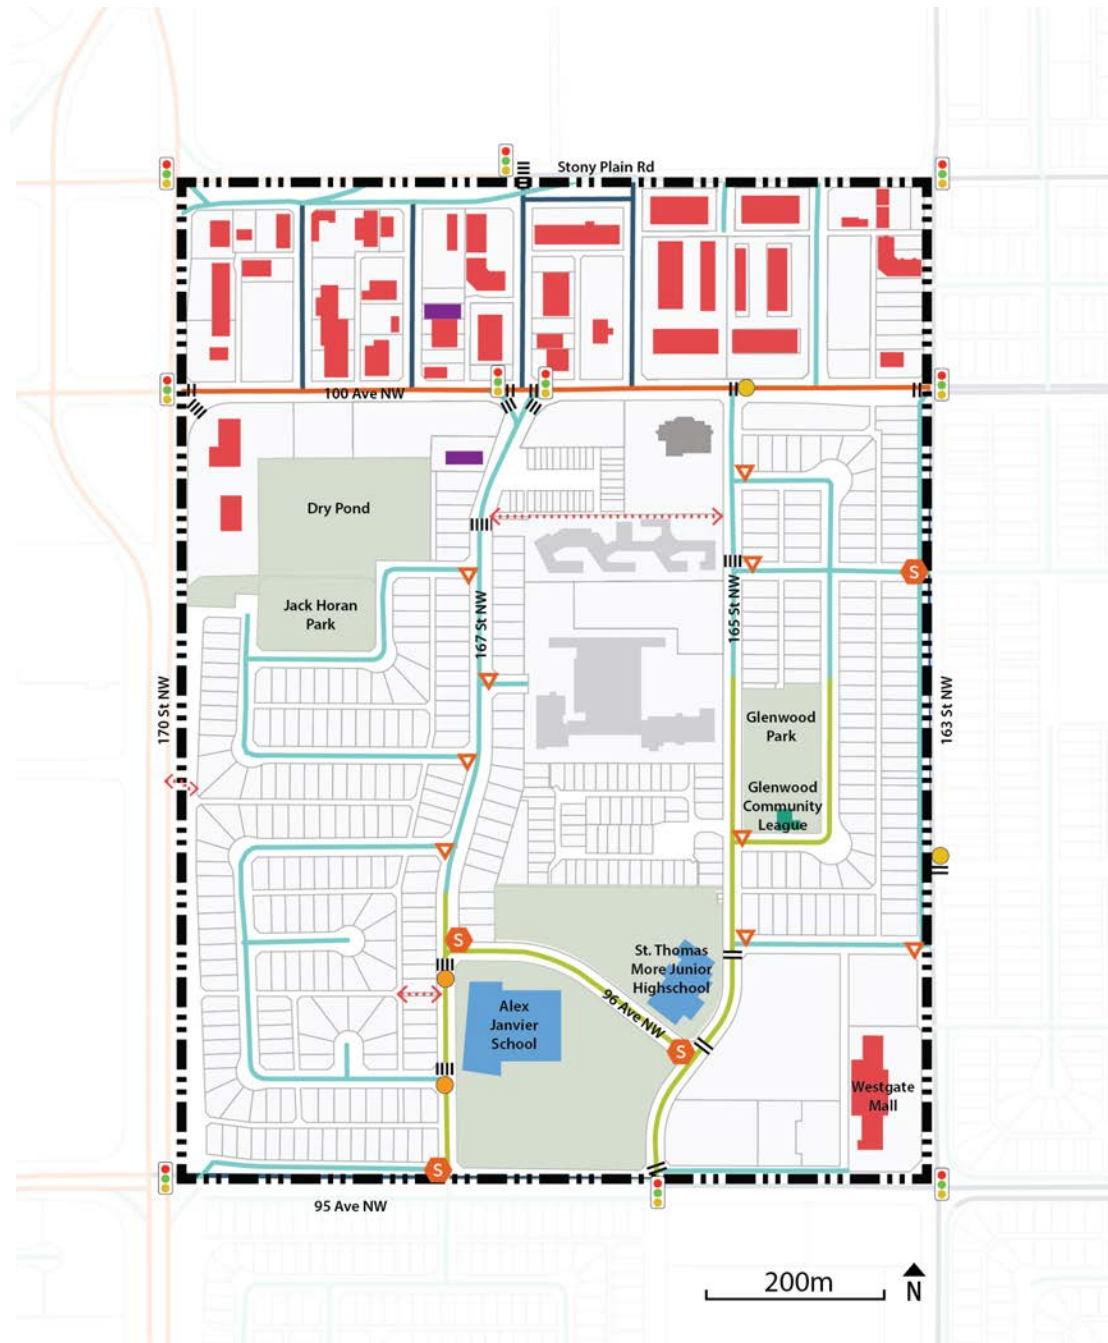 Stony Plain Rd
100 Ave NW
Dry Pond
Jack Horan
Park
167 St NW
165 St NW
S
170 St NW
163 St NW
Glenwood
Park
Glenwood
Community
League
S
St. Thomas
More Junior
Highschool
96 Ave NW
Alex
Janvier
School
S
Westgate
Mall
S
95 Ave NW
200m
N